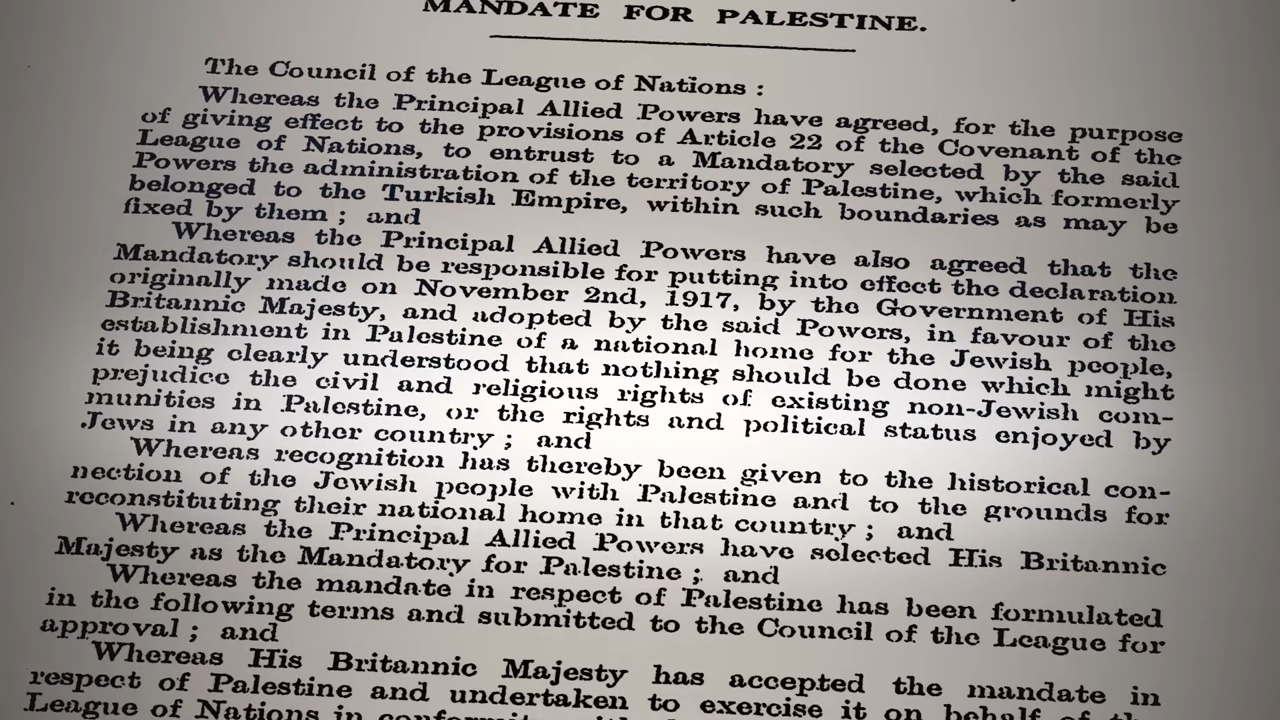 MANDATE FOR PALESTINE.
The Council of the League of Nations :
Whereas the Principal Allied Powers have agreed, for the purpose
of giving effect to the provisions of Article 22 of the Covenant of the
League of Nations, to entrust to a Mandatory selected by the said
Powers the administration of the territory of Palestine, which formerly
belonged to the Turkish Empire, within such boundaries as may be
fixed by them ; and
Whereas the Principal Allied Powers have also agreed that the
Mandatory should be responsible for putting into effect the declaration
originally made on November 2nd, 1917, by the Government of His
Britannic Majesty, and adopted by the said Powers, in favour of the
establishment in Palestine of a national home for the Jewish people,
it being clearly understood that nothing should be done which might
prejudice the civil and religious rights of existing non-Jewish com-
munities in Palestine, or the rights and political status enjoyed by
Jews in any other country ; and
Whereas recognition has thereby been given to the historical con-
nection of the Jewish people with Palestine and to the grounds for
reconstituting their national home in that country ; and
Whereas the Principal Allied Powers have selected His Britannic
Majesty as the Mandatory for Palestine ; and
Whereas the mandate in respect of Palestine has been formulated
in the following terms and submitted to the Council of the League for
approval ; and
Whereas His Britannic Majesty has accepted the mandate in
respect of Palestine and undertaken to exercise it on behalf of the
League of Nations in conformity